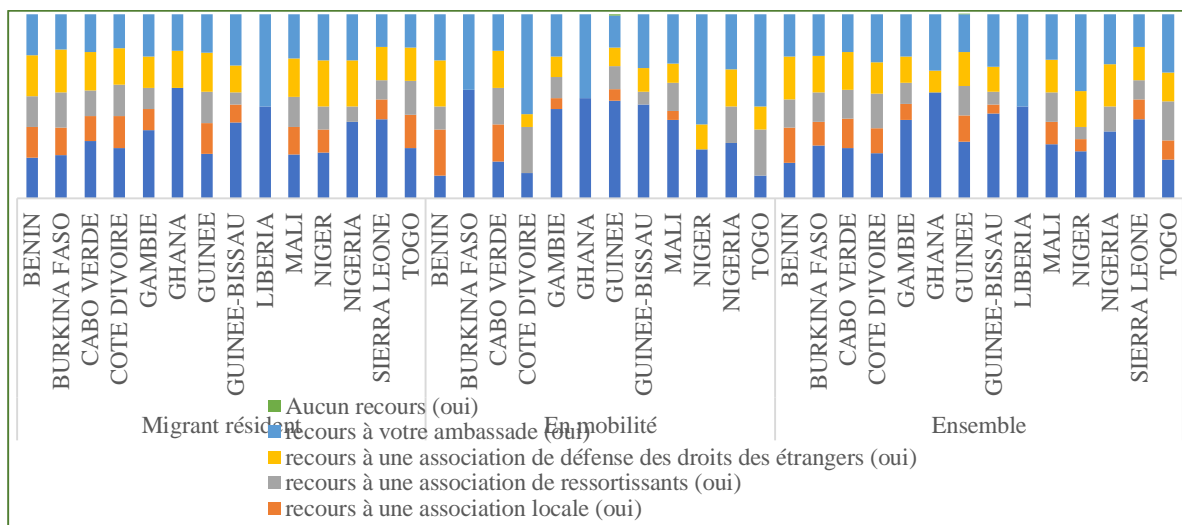 BENIN
BURKINA FASO
CABO VERDE
COTE D'IVOIRE
GAMBIE
GHANA
GUINEE
GUINEE-BISSAU
LIBERIA
MALI
NIGER
NIGERIA
SIERRA LEONE
TOGO
BENIN
BURKINA FASO
CABO VERDE
COTE D'IVOIRE
GAMBIE
GHANA
GUINEE
GUINEE-BISSAU
MALI
NIGER
NIGERIA
TOGO
BENIN
BURKINA FASO
CABO VERDE
COTE D'IVOIRE
GAMBIE
GHANA
GUINEE
GUINEE-BISSAU
LIBERIA
MALI
NIGER
NIGERIA
SIERRA LEONE
TOGO
Migrant résident
En mobilité
Ensemble
Aucun recours (oui)
recours à votre ambassade (oui)
recours à une association de défense des droits des étrangers (oui)
recours à une association de ressortissants (oui)
recours à une association locale (oui)